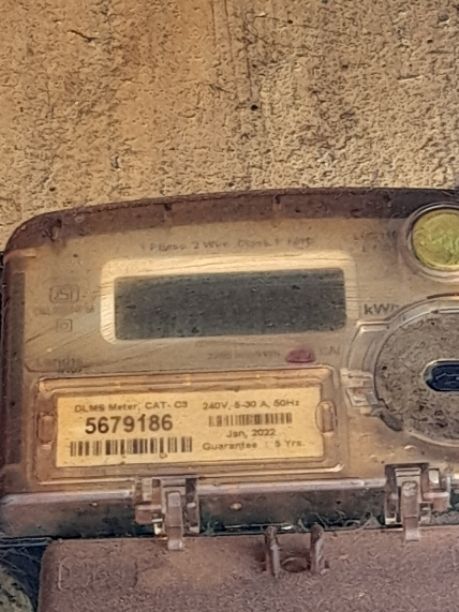 1 Phase 2 Wire
ISI
kWh
DLMS Meter, CAT- C3
240V, 5-30 A, 50Hz
5679186
Jan, 2022
Guarantee : 5 Yrs.